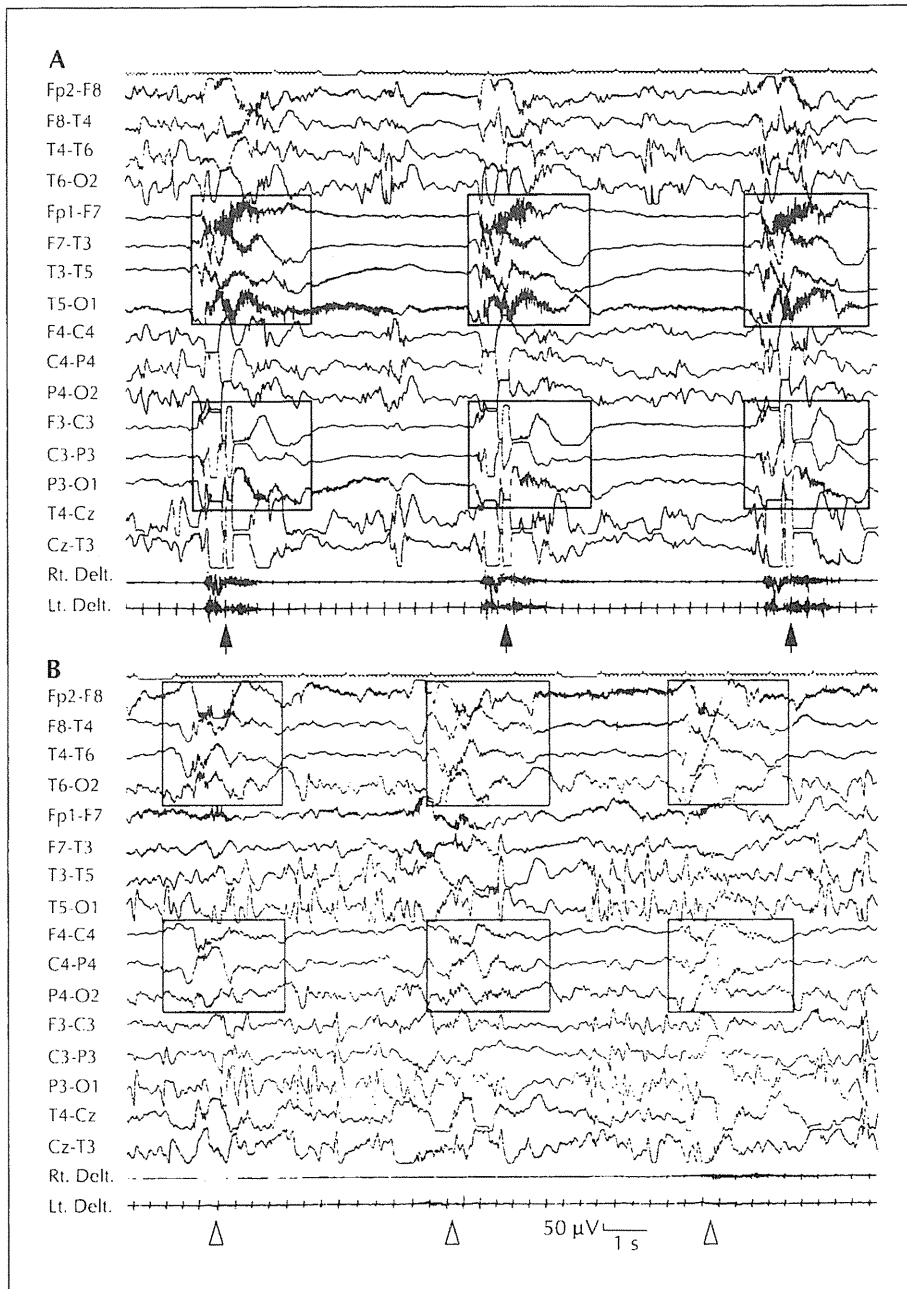 A
Fp2-F8
F8-T4
T4-T6
T6-O2
Fp1-F7
F7-T3
T3-T5
T5-O1
F4-C4
C4-P4
P4-O2
F3-C3
C3-P3
P3-O1
T4-Cz
Cz-T3
Rt. Delt.
Lt. Delt.
B
Fp2-F8
F8-T4
T4-T6
T6-O2
Fp1-F7
F7-T3
T3-T5
T5-O1
F4-C4
C4-P4
P4-O2
F3-C3
C3-P3
P3-O1
T4-Cz
Cz-T3
Rt. Delt.
Lt. Delt.
50 µV
1 s